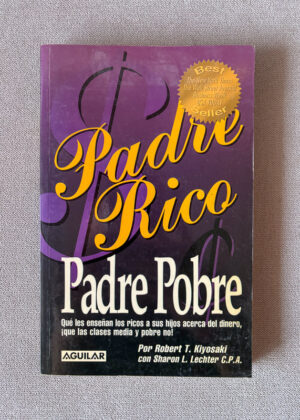 Best
Seller
Padre
Rico
Padre Pobre
Qué les enseñan los ricos a sus hijos acerca del dinero,
¡que las clases media y pobre no!
Por Robert T. Kiyosaki
con Sharon L. Lechter C.P.A.
AGUILAR